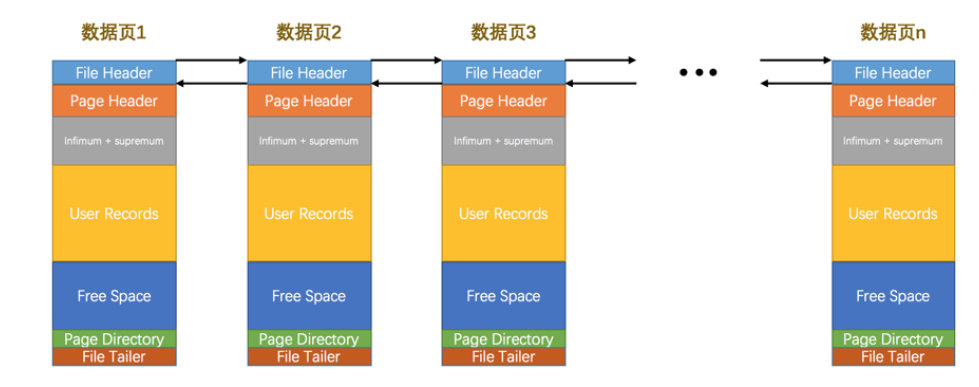 数据页1
数据页2
数据页3
数据页n
File Header
File Header
File Header
•••
File Header
Page Header
Page Header
Page Header
Page Header
Infimum + supremum
Infimum + supremum
Infimum + supremum
Infimum + supremum
User Records
User Records
User Records
User Records
Free Space
Free Space
Free Space
Free Space
Page Directory
Page Directory
Page Directory
Page Directory
File Tailer
File Tailer
File Tailer
File Tailer